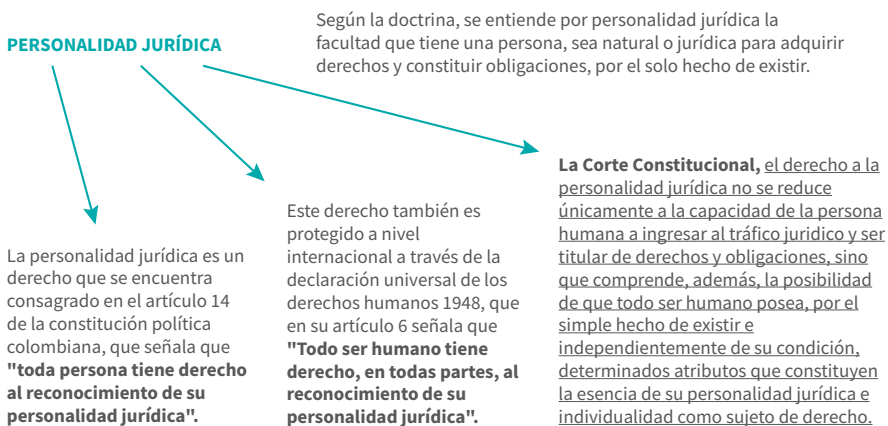 PERSONALIDAD JURÍDICA
Según la doctrina, se entiende por personalidad jurídica la
facultad que tiene una persona, sea natural o jurídica para adquirir
derechos y constituir obligaciones, por el solo hecho de existir.
La personalidad jurídica es un
derecho que se encuentra
consagrado en el artículo 14
de la constitución política
colombiana, que señala que
"toda persona tiene derecho
al reconocimiento de su
personalidad jurídica".
Este derecho también es
protegido a nivel
internacional a través de la
declaración universal de los
derechos humanos 1948, que
en su artículo 6 señala que
"Todo ser humano tiene
derecho, en todas partes, al
reconocimiento de su
personalidad jurídica".
La Corte Constitucional, el derecho a la
personalidad jurídica no se reduce
únicamente a la capacidad de la persona
humana a ingresar al tráfico juridico y ser
titular de derechos y obligaciones, sino
que comprende, además, la posibilidad
de que todo ser humano posea, por el
simple hecho de existir e
independientemente de su condición,
determinados atributos que constituyen
la esencia de su personalidad jurídica e
individualidad como sujeto de derecho.